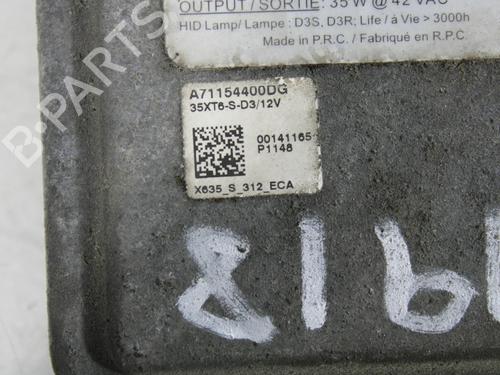 OUTPUT / SORTIE: 35 W @ 42 VAC
HID Lamp/ Lampe : D3S, D3R; Life / à Vie > 3000h
Made in P.R.C. / Fabriqué en R.P.C.
A71154400DG
35XT6-S-D3/12V
00141165
P1148
X635_S_312_ECA
B-PARTS